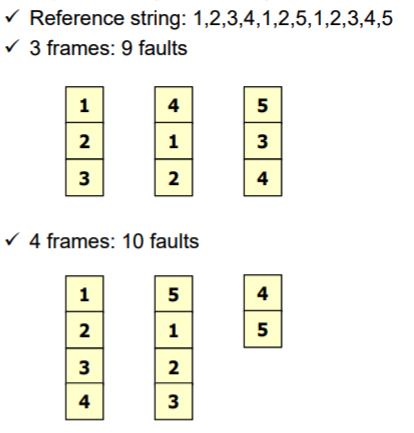 ✓ Reference string: 1,2,3,4,1,2,5,1,2,3,4,5
✓ 3 frames: 9 faults
1 4 5
2 1 3
3 2 4
✓ 4 frames: 10 faults
1 5 4
2 1 5
3 2
4 3